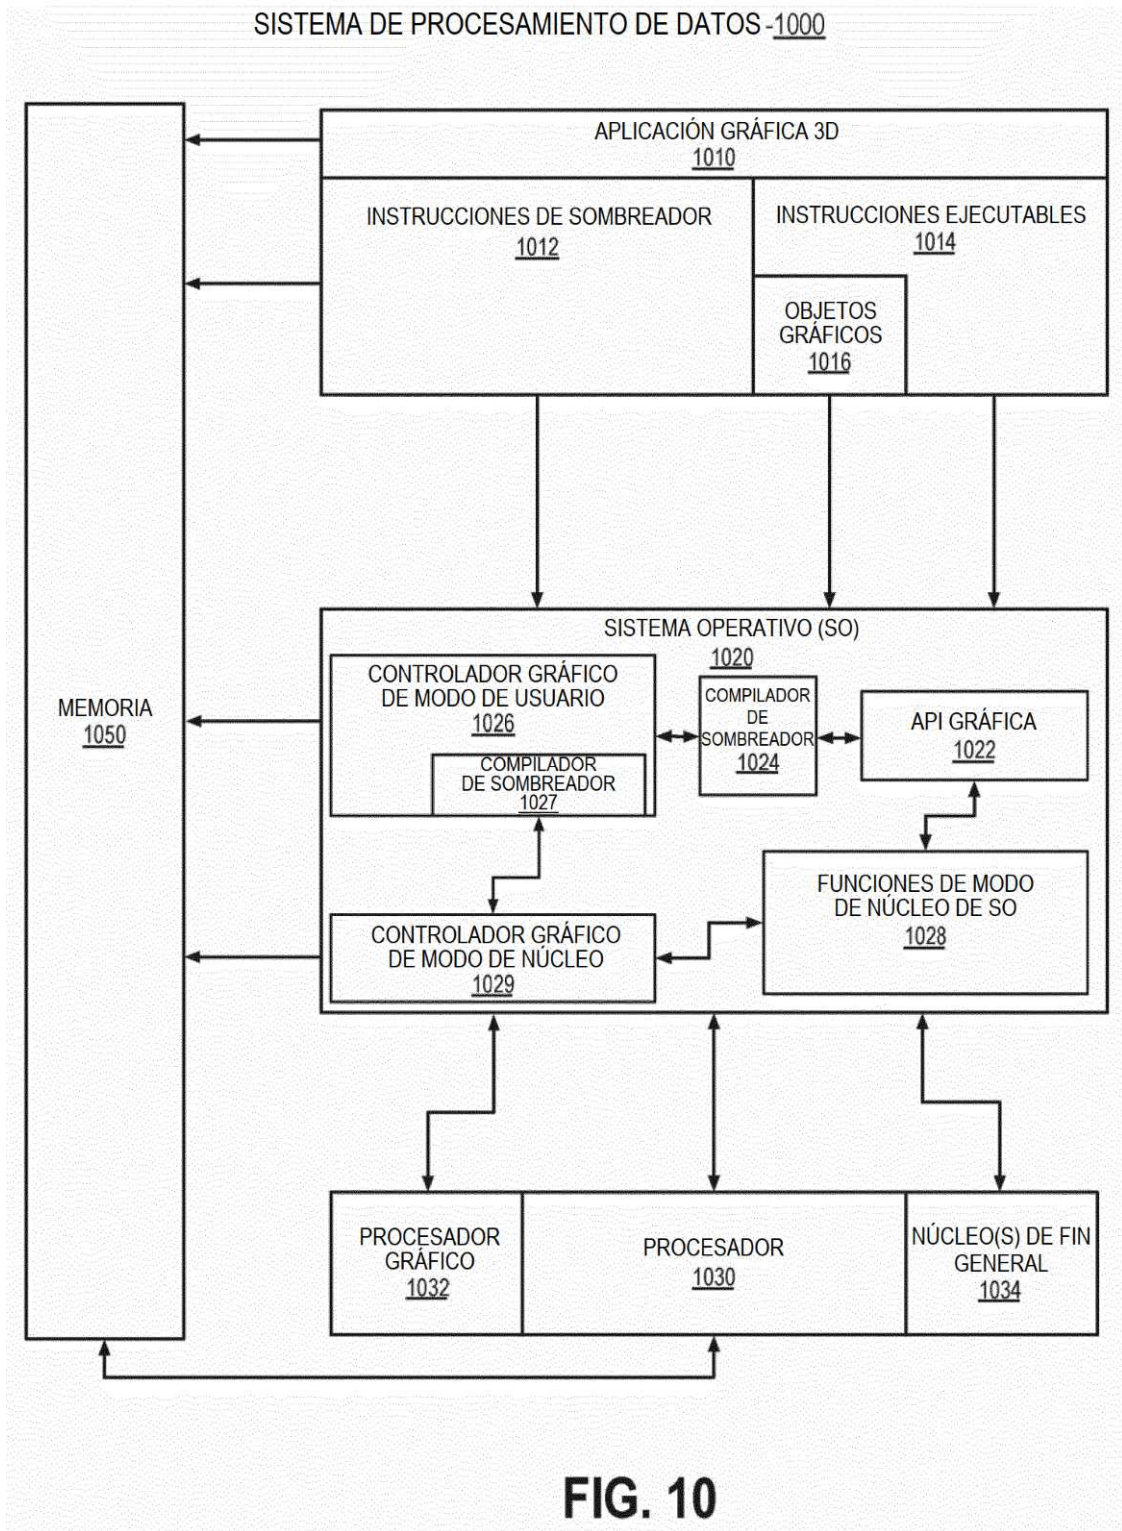 SISTEMA DE PROCESAMIENTO DE DATOS -1000
APLICACIÓN GRÁFICA 3D
1010
INSTRUCCIONES DE SOMBREADOR
1012
INSTRUCCIONES EJECUTABLES
1014
OBJETOS
GRÁFICOS
1016
MEMORIA
1050
SISTEMA OPERATIVO (SO)
1020
CONTROLADOR GRÁFICO
DE MODO DE USUARIO
1026
COMPILADOR
DE SOMBREADOR
1027
COMPILADOR
DE
SOMBREADOR
1024
API GRÁFICA
1022
CONTROLADOR GRÁFICO
DE MODO DE NÚCLEO
1029
FUNCIONES DE MODO
DE NÚCLEO DE SO
1028
PROCESADOR
GRÁFICO
1032
PROCESADOR
1030
NÚCLEO(S) DE FIN
GENERAL
1034
FIG. 10